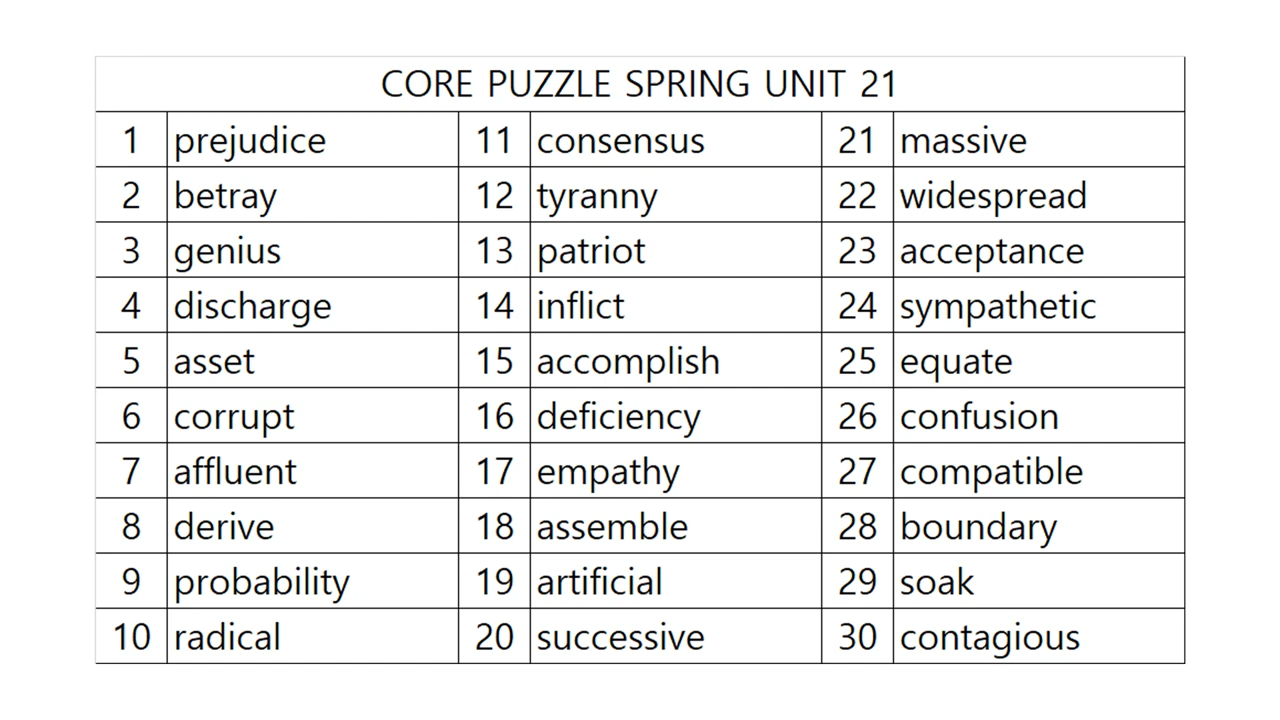 CORE PUZZLE SPRING UNIT 21
1 prejudice 11 consensus 21 massive
2 betray 12 tyranny 22 widespread
3 genius 13 patriot 23 acceptance
4 discharge 14 inflict 24 sympathetic
5 asset 15 accomplish 25 equate
6 corrupt 16 deficiency 26 confusion
7 affluent 17 empathy 27 compatible
8 derive 18 assemble 28 boundary
9 probability 19 artificial 29 soak
10 radical 20 successive 30 contagious